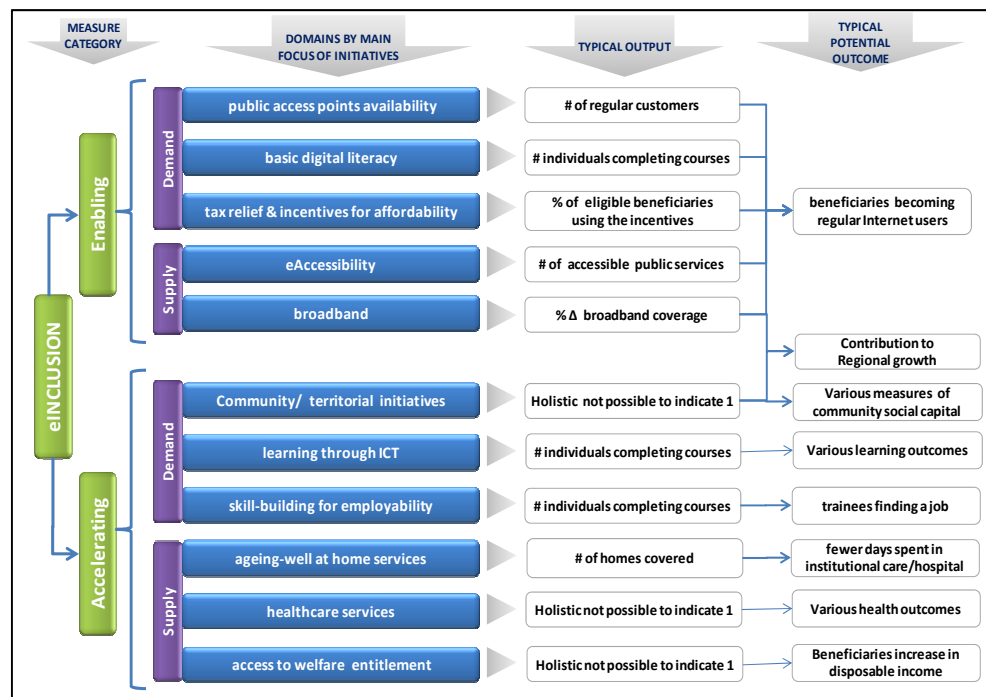 MEASURE
CATEGORY
DOMAINS BY MAIN
FOCUS OF INITIATIVES
TYPICAL OUTPUT
TYPICAL
POTENTIAL
OUTCOME
eINCLUSION
Enabling
Demand
public access points availability
# of regular customers
basic digital literacy
# individuals completing courses
tax relief & incentives for affordability
% of eligible beneficiaries
using the incentives
beneficiaries becoming
regular Internet users
Supply
eAccessibility
# of accessible public services
broadband
% Δ broadband coverage
Contribution to
Regional growth
Accelerating
Demand
Community/ territorial initiatives
Holistic not possible to indicate 1
Various measures of
community social capital
learning through ICT
# individuals completing courses
Various learning outcomes
skill-building for employability
# individuals completing courses
trainees finding a job
Supply
ageing-well at home services
# of homes covered
fewer days spent in
institutional care/hospital
healthcare services
Holistic not possible to indicate 1
Various health outcomes
access to welfare entitlement
Holistic not possible to indicate 1
Beneficiaries increase in
disposable income